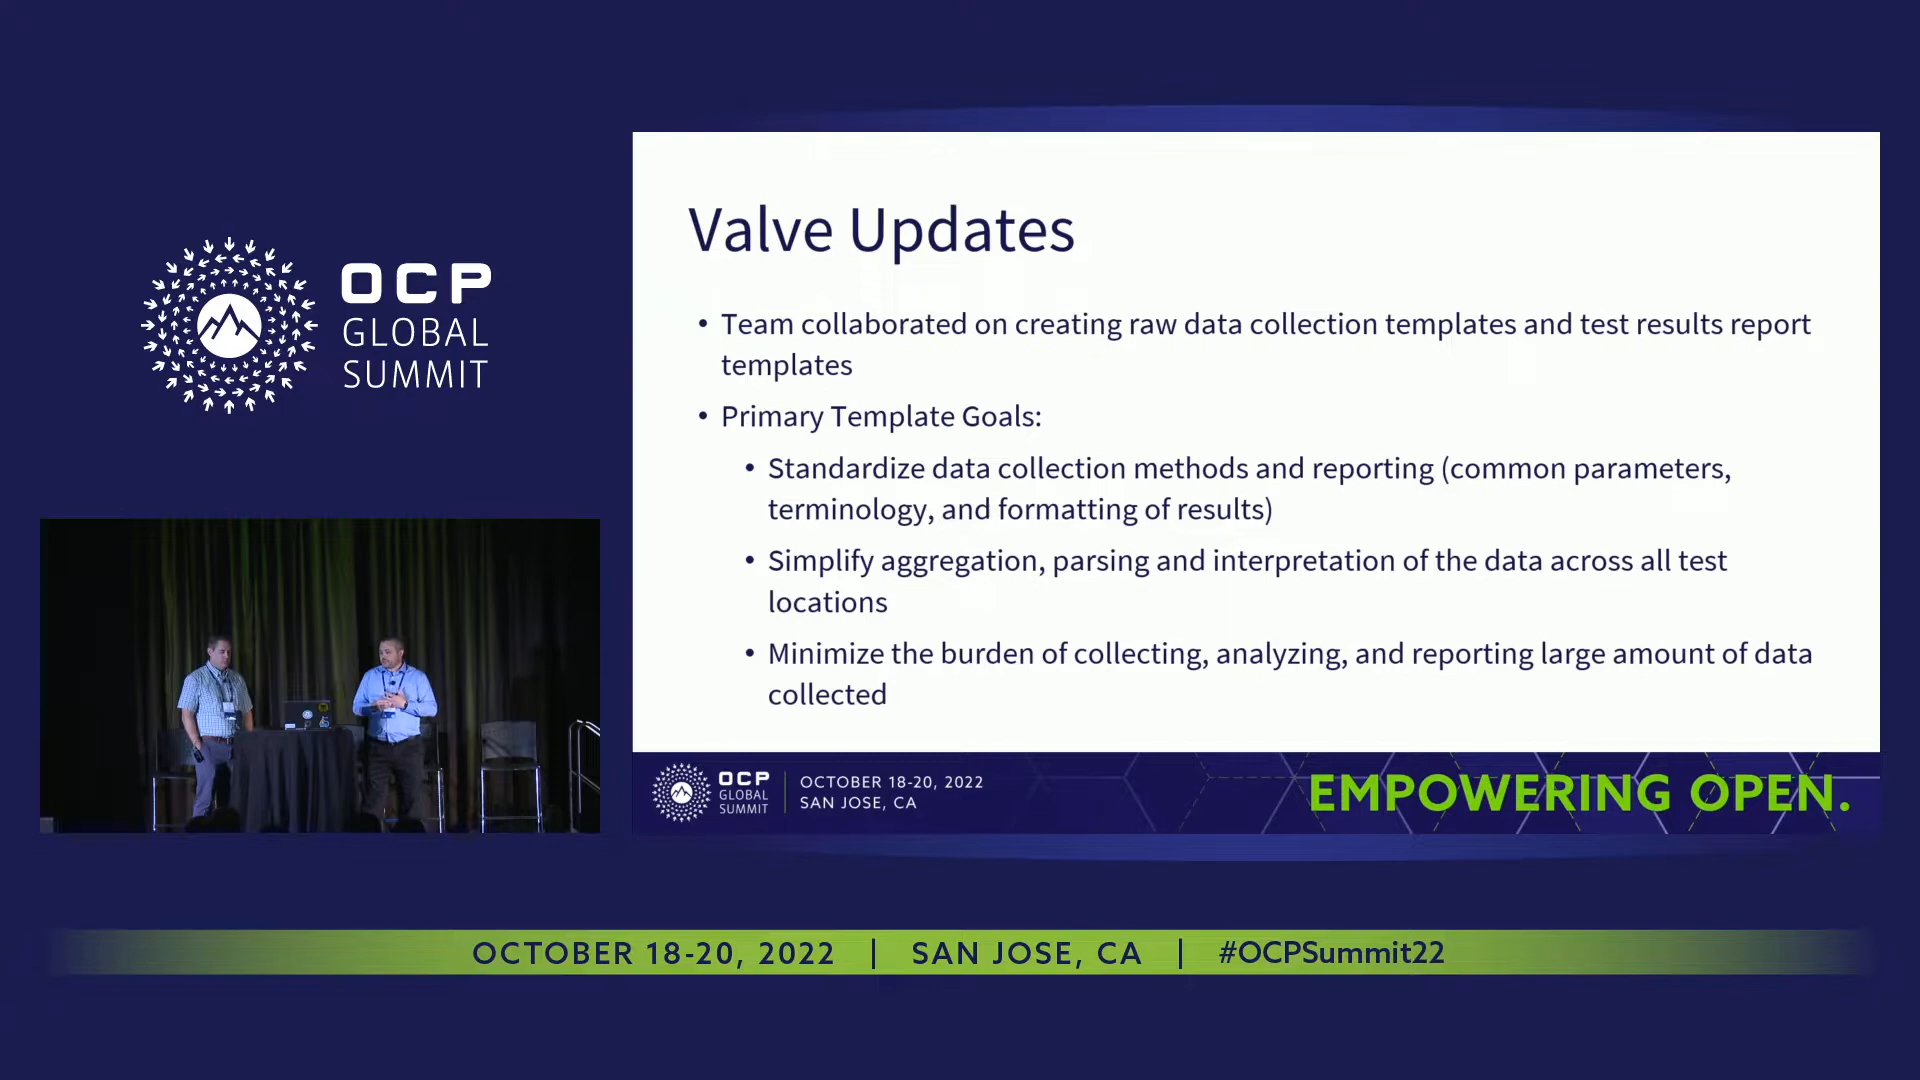 OCP
GLOBAL
SUMMIT
Valve Updates
• Team collaborated on creating raw data collection templates and test results report
templates
• Primary Template Goals:
• Standardize data collection methods and reporting (common parameters,
terminology, and formatting of results)
• Simplify aggregation, parsing and interpretation of the data across all test
locations
• Minimize the burden of collecting, analyzing, and reporting large amount of data
collected
OCP
GLOBAL
SUMMIT
OCTOBER 18-20, 2022
SAN JOSE, CA
EMPOWERING OPEN.
OCTOBER 18-20, 2022 | SAN JOSE, CA | #OCPSummit22